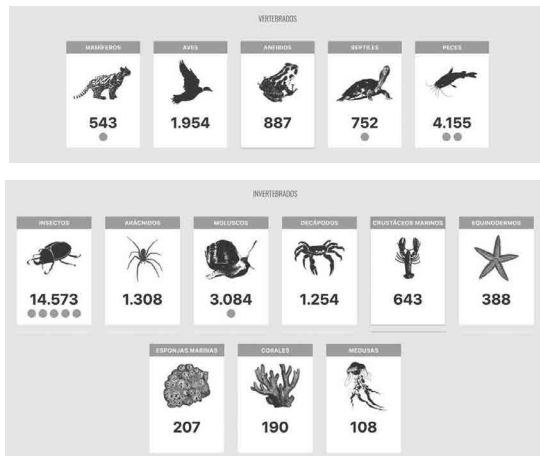 VERTEBRADOS
MAMÍFEROS AVES ANFIBIOS REPTILES PECES
543 1.954 887 752 4.155
INVERTEBRADOS
INSECTOS ARÁCNIDOS MOLUSCOS DECÁPODOS CRUSTÁCEOS MARINOS EQUINODERMOS
14.573 1.308 3.084 1.254 643 388
ESPONJAS MARINAS CORALES MEDUSAS
207 190 108